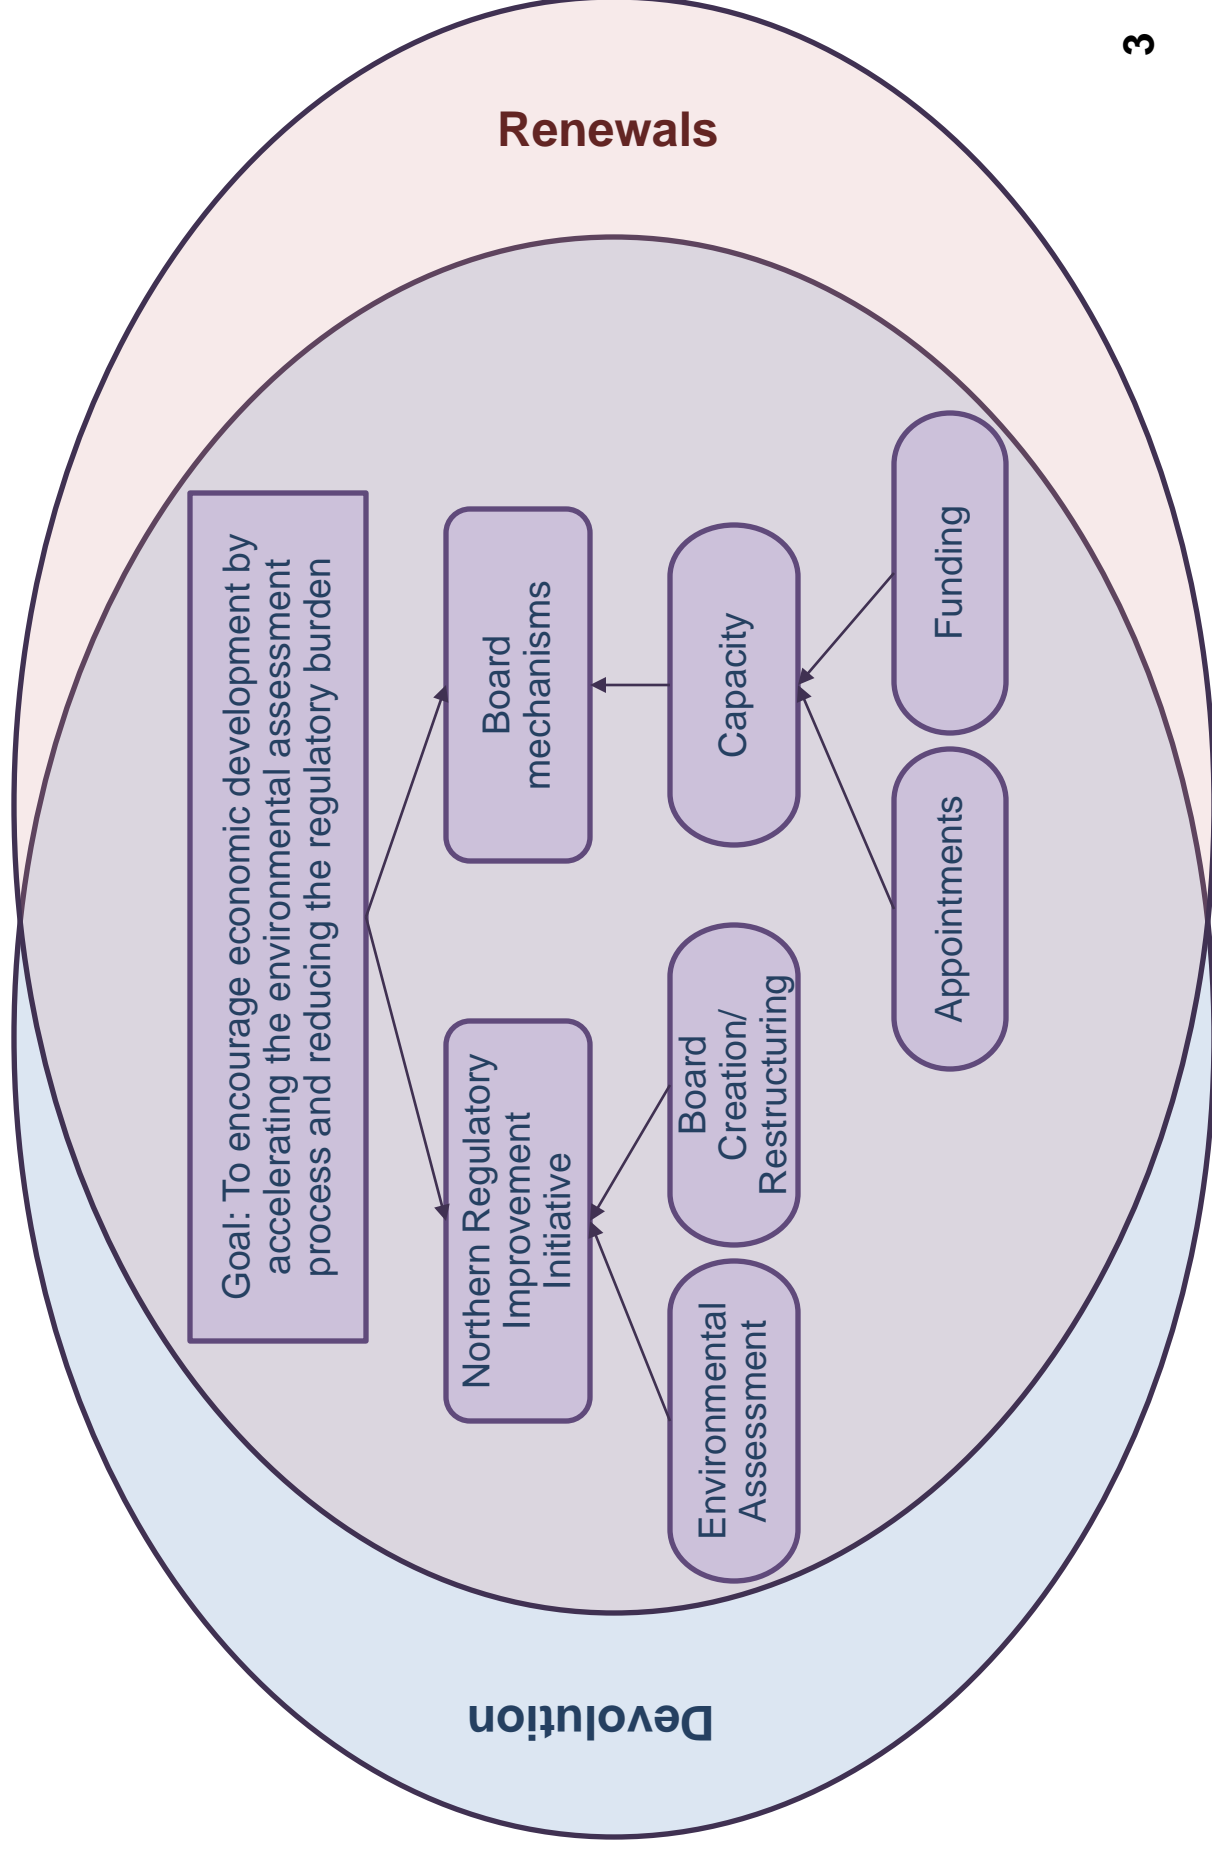 Goal: To encourage economic development by
accelerating the environmental assessment
process and reducing the regulatory burden
Northern Regulatory
Improvement
Initiative
Board
mechanisms
Environmental
Assessment
Board
Creation/
Restructuring
Capacity
Appointments
Funding
Devolution
Renewals
3